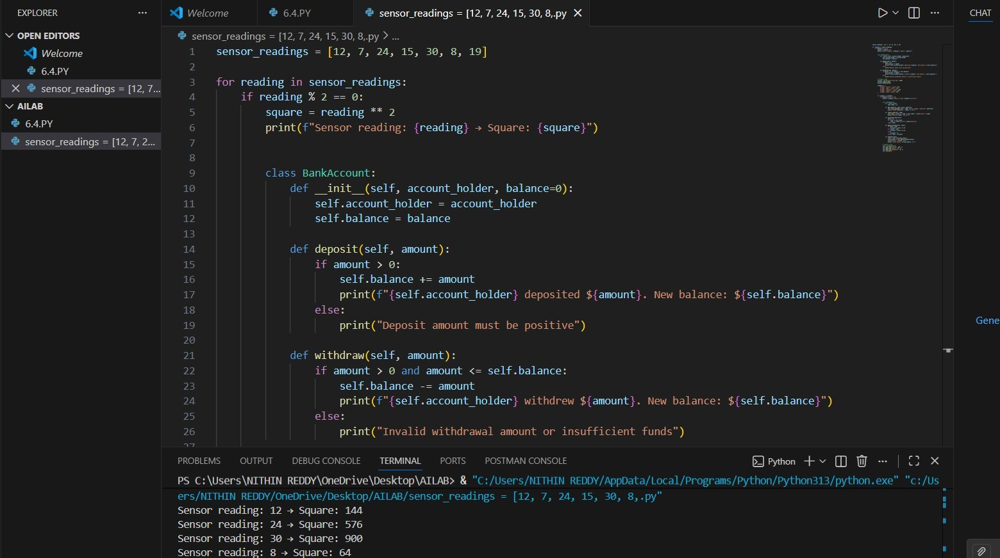 EXPLORER
OPEN EDITORS
Welcome
6.4.PY
sensor_readings = [12, 7...
AILAB
6.4.PY
sensor_readings = [12, 7, 2...
Welcome
6.4.PY
sensor_readings = [12, 7, 24, 15, 30, 8,.py
sensor_readings = [12, 7, 24, 15, 30, 8,.py > ...
1 sensor_readings = [12, 7, 24, 15, 30, 8, 19]
2
3 for reading in sensor_readings:
4     if reading % 2 == 0:
5         square = reading ** 2
6         print(f"Sensor reading: {reading} → Square: {square}")
7
8
9         class BankAccount:
10             def __init__(self, account_holder, balance=0):
11                 self.account_holder = account_holder
12                 self.balance = balance
13
14             def deposit(self, amount):
15                 if amount > 0:
16                     self.balance += amount
17                     print(f"{self.account_holder} deposited ${amount}. New balance: ${self.balance}")
18                 else:
19                     print("Deposit amount must be positive")
20
21             def withdraw(self, amount):
22                 if amount > 0 and amount <= self.balance:
23                     self.balance -= amount
24                     print(f"{self.account_holder} withdrew ${amount}. New balance: ${self.balance}")
25                 else:
26                     print("Invalid withdrawal amount or insufficient funds")
27
PROBLEMS OUTPUT DEBUG CONSOLE TERMINAL PORTS POSTMAN CONSOLE
Python
PS C:\Users\NITHIN REDDY\OneDrive\Desktop\AILAB> & "C:/Users/NITHIN REDDY/AppData/Local/Programs/Python/Python313/python.exe" "c:/Us
ers/NITHIN REDDY/OneDrive/Desktop/AILAB/sensor_readings = [12, 7, 24, 15, 30, 8,.py"
Sensor reading: 12 → Square: 144
Sensor reading: 24 → Square: 576
Sensor reading: 30 → Square: 900
Sensor reading: 8 → Square: 64
CHAT
Gene